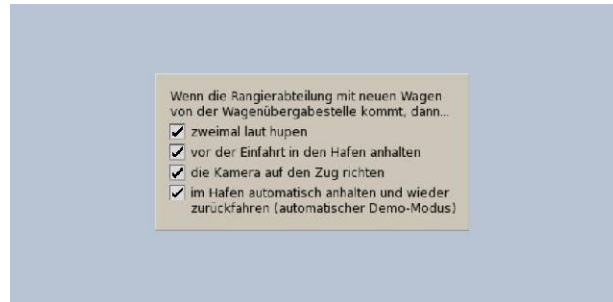 Wenn die Rangierabteilung mit neuen Wagen
von der Wagenübergabestelle kommt, dann...
zweimal laut hupen
vor der Einfahrt in den Hafen anhalten
die Kamera auf den Zug richten
im Hafen automatisch anhalten und wieder
zurückfahren (automatischer Demo-Modus)